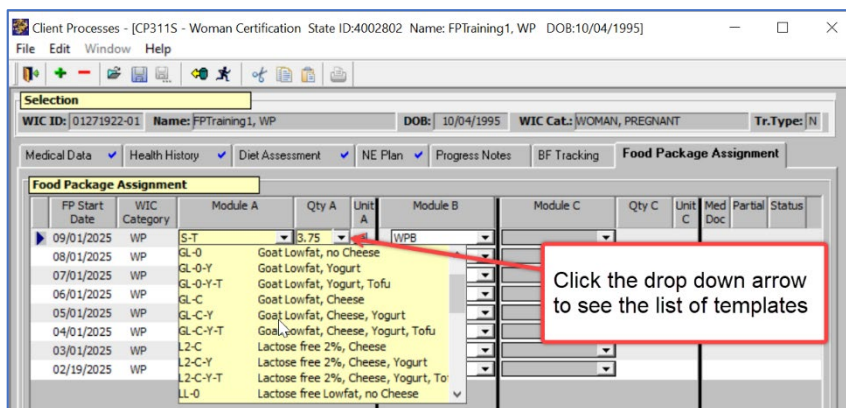 Client Processes - [CP311S - Woman Certification State ID:4002802 Name: FPTraining1, WP DOB:10/04/1995]
File Edit Window Help
Selection
WIC ID: 01271922-01 Name: FPTraining1, WP DOB: 10/04/1995 WIC Cat.: WOMAN, PREGNANT Tr.Type: N
Medical Data Health History Diet Assessment NE Plan Progress Notes BF Tracking Food Package Assignment
Food Package Assignment
FP Start Date WIC Category Module A Qty A Unit A Module B Module C Qty C Unit C Med Doc Partial Status
09/01/2025 WP S-T 3.75 WPB
08/01/2025 WP GL-0 Goat Lowfat, no Cheese
07/01/2025 WP GL-0-Y Goat Lowfat, Yogurt
GL-0-Y-T Goat Lowfat, Yogurt, Tofu
06/01/2025 WP GL-C Goat Lowfat, Cheese
05/01/2025 WP GL-C-Y Goat Lowfat, Cheese, Yogurt
04/01/2025 WP GL-C-Y-T Goat Lowfat, Cheese, Yogurt, Tofu
03/01/2025 WP L2-C Lactose free 2%, Cheese
02/19/2025 WP L2-C-Y Lactose free 2%, Cheese, Yogurt
L2-C-Y-T Lactose free 2%, Cheese, Yogurt, To
LL-0 Lactose free Lowfat, no Cheese
Click the drop down arrow
to see the list of templates